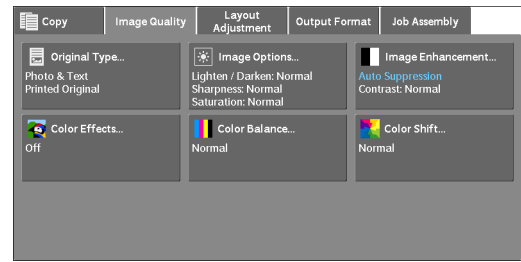 Copy
Image Quality
Layout
Adjustment
Output Format
Job Assembly
Original Type...
Photo & Text
Printed Original
Image Options...
Lighten / Darken: Normal
Sharpness: Normal
Saturation: Normal
Image Enhancement...
Auto Suppression
Contrast: Normal
Color Effects...
Off
Color Balance...
Normal
Color Shift...
Normal